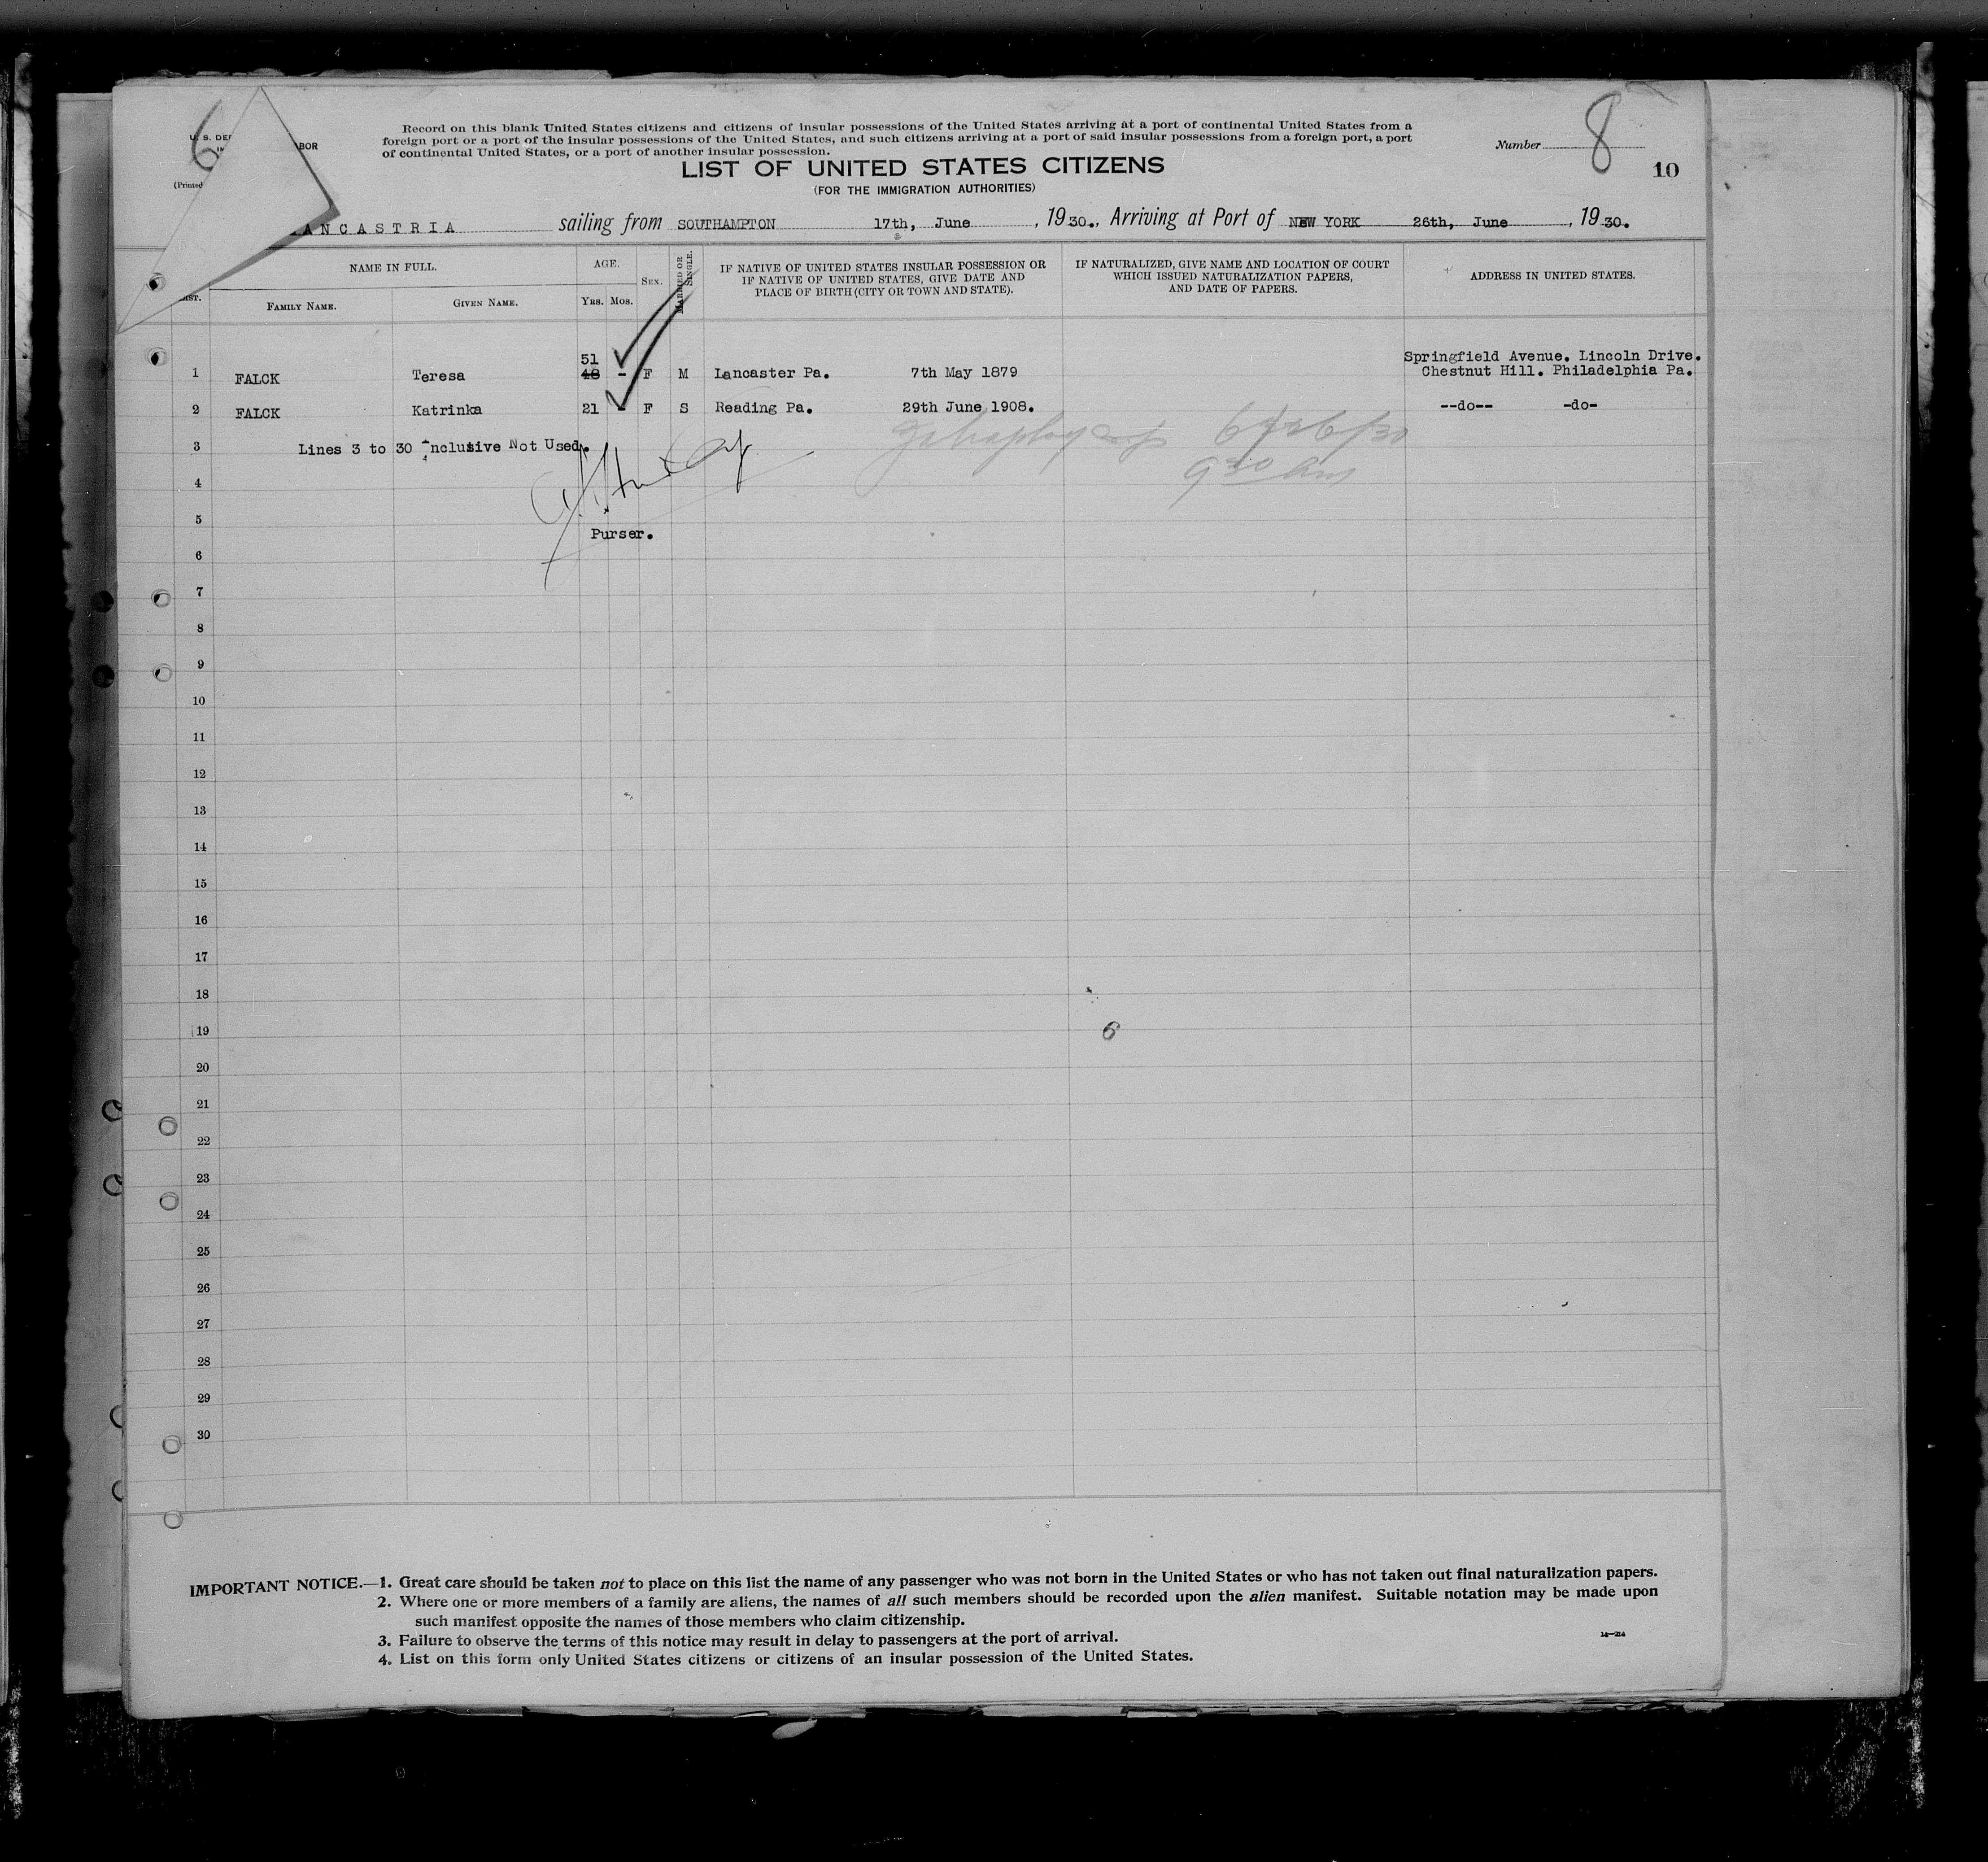 6
U. S. DE
BOR
IN
(Printed
Record on this blank United States citizens and citizens of insular possessions of the United States arriving at a port of continental United States from a
foreign port or a port of the insular possessions of the United States, and such citizens arriving at a port of said insular possessions from a foreign port, a port
of continental United States, or a port of another insular possession.
Number 8
10
LIST OF UNITED STATES CITIZENS
(FOR THE IMMIGRATION AUTHORITIES)
ANCASTRIA sailing from SOUTHAMPTON 17th, June , 1930., Arriving at Port of NEW YORK 26th, June , 1930.
NAME IN FULL. AGE. SEX. MARRIED OR SINGLE. IF NATIVE OF UNITED STATES INSULAR POSSESSION OR IF NATURALIZED, GIVE NAME AND LOCATION OF COURT ADDRESS IN UNITED STATES.
IF NATIVE OF UNITED STATES, GIVE DATE AND WHICH ISSUED NATURALIZATION PAPERS,
PLACE OF BIRTH (CITY OR TOWN AND STATE). AND DATE OF PAPERS.
FAMILY NAME. GIVEN NAME. YRS. MOS.
51 Springfield Avenue. Lincoln Drive.
1 FALCK Teresa 48 - F M Lancaster Pa. 7th May 1879 Chestnut Hill. Philadelphia Pa.
2 FALCK Katrinka 21 - F S Reading Pa. 29th June 1908. --do-- -do-
3 Lines 3 to 30 Inclusive Not Used. 6/26/30
4 9 30 Am
5
Purser.
6
7
8
9
10
11
12
13
14
15
16
17
18
19 6
20
21
22
23
24
25
26
27
28
29
30
IMPORTANT NOTICE.—1. Great care should be taken not to place on this list the name of any passenger who was not born in the United States or who has not taken out final naturalization papers.
2. Where one or more members of a family are aliens, the names of all such members should be recorded upon the alien manifest. Suitable notation may be made upon
such manifest opposite the names of those members who claim citizenship.
3. Failure to observe the terms of this notice may result in delay to passengers at the port of arrival.
14—214
4. List on this form only United States citizens or citizens of an insular possession of the United States.